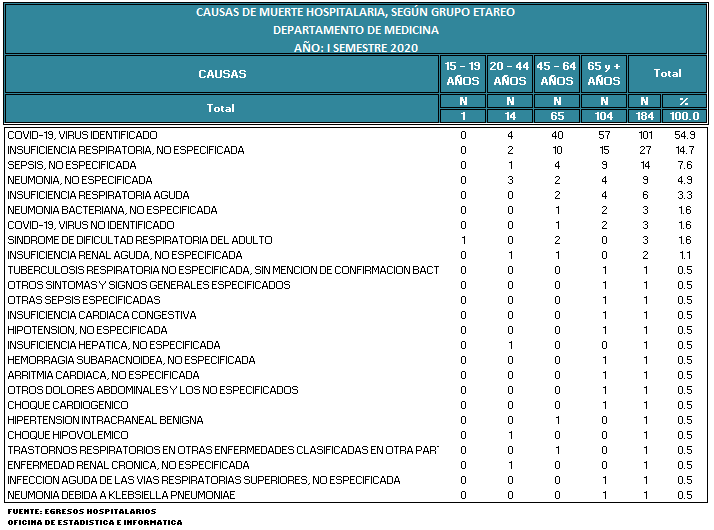 CAUSAS DE MUERTE HOSPITALARIA, SEGÚN GRUPO ETAREO
DEPARTAMENTO DE MEDICINA
AÑO: I SEMESTRE 2020
CAUSAS 15 - 19 AÑOS 20 - 44 AÑOS 45 - 64 AÑOS 65 y + AÑOS Total
Total N N N N N %
1 14 65 104 184 100.0
COVID-19, VIRUS IDENTIFICADO 0 4 40 57 101 54.9
INSUFICIENCIA RESPIRATORIA, NO ESPECIFICADA 0 2 10 15 27 14.7
SEPSIS, NO ESPECIFICADA 0 1 4 9 14 7.6
NEUMONIA, NO ESPECIFICADA 0 3 2 4 9 4.9
INSUFICIENCIA RESPIRATORIA AGUDA 0 0 2 4 6 3.3
NEUMONIA BACTERIANA, NO ESPECIFICADA 0 0 1 2 3 1.6
COVID-19, VIRUS NO IDENTIFICADO 0 0 1 2 3 1.6
SINDROME DE DIFICULTAD RESPIRATORIA DEL ADULTO 1 0 2 0 3 1.6
INSUFICIENCIA RENAL AGUDA, NO ESPECIFICADA 0 1 1 0 2 1.1
TUBERCULOSIS RESPIRATORIA NO ESPECIFICADA, SIN MENCION DE CONFIRMACION BACT 0 0 0 1 1 0.5
OTROS SINTOMAS Y SIGNOS GENERALES ESPECIFICADOS 0 0 0 1 1 0.5
OTRAS SEPSIS ESPECIFICADAS 0 0 0 1 1 0.5
INSUFICIENCIA CARDIACA CONGESTIVA 0 0 0 1 1 0.5
HIPOTENSION, NO ESPECIFICADA 0 0 0 1 1 0.5
INSUFICIENCIA HEPATICA, NO ESPECIFICADA 0 1 0 0 1 0.5
HEMORRAGIA SUBARACNOIDEA, NO ESPECIFICADA 0 0 0 1 1 0.5
ARRITMIA CARDIACA, NO ESPECIFICADA 0 0 0 1 1 0.5
OTROS DOLORES ABDOMINALES Y LOS NO ESPECIFICADOS 0 0 0 1 1 0.5
CHOQUE CARDIOGENICO 0 0 0 1 1 0.5
HIPERTENSION INTRACRANEAL BENIGNA 0 0 1 0 1 0.5
CHOQUE HIPOVOLEMICO 0 1 0 0 1 0.5
TRASTORNOS RESPIRATORIOS EN OTRAS ENFERMEDADES CLASIFICADAS EN OTRA PART 0 0 1 0 1 0.5
ENFERMEDAD RENAL CRONICA, NO ESPECIFICADA 0 1 0 0 1 0.5
INFECCION AGUDA DE LAS VIAS RESPIRATORIAS SUPERIORES, NO ESPECIFICADA 0 0 0 1 1 0.5
NEUMONIA DEBIDA A KLEBSIELLA PNEUMONIAE 0 0 0 1 1 0.5
FUENTE: EGRESOS HOSPITALARIOS
OFICINA DE ESTADISTICA E INFORMATICA